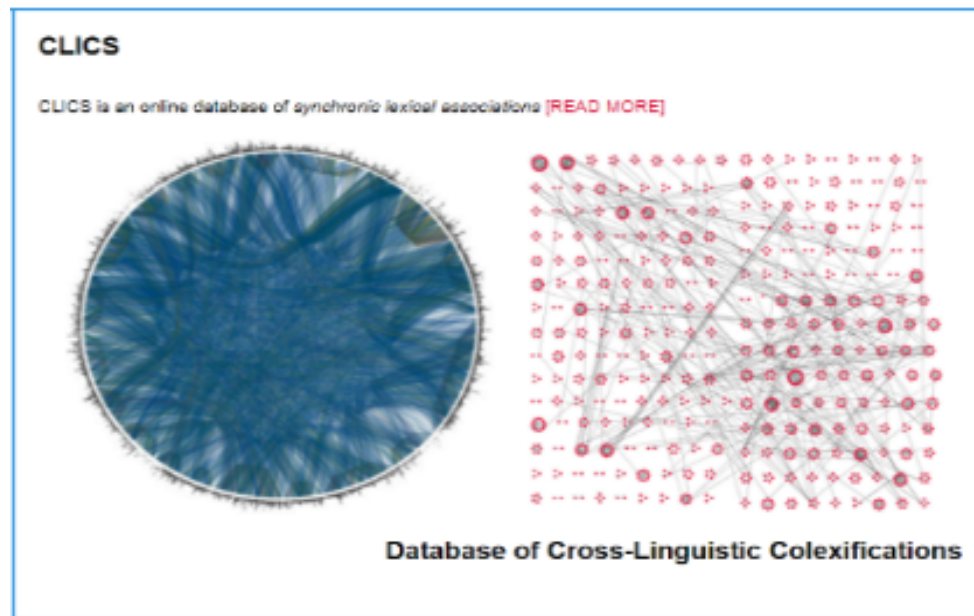 CLICS
CLICS is an online database of synchronic lexical associations [READ MORE]
Database of Cross-Linguistic Colexifications